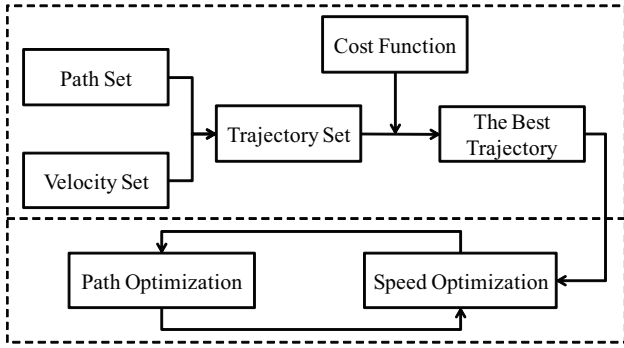 Cost Function
Path Set
Trajectory Set
The Best
Trajectory
Velocity Set
Path Optimization
Speed Optimization